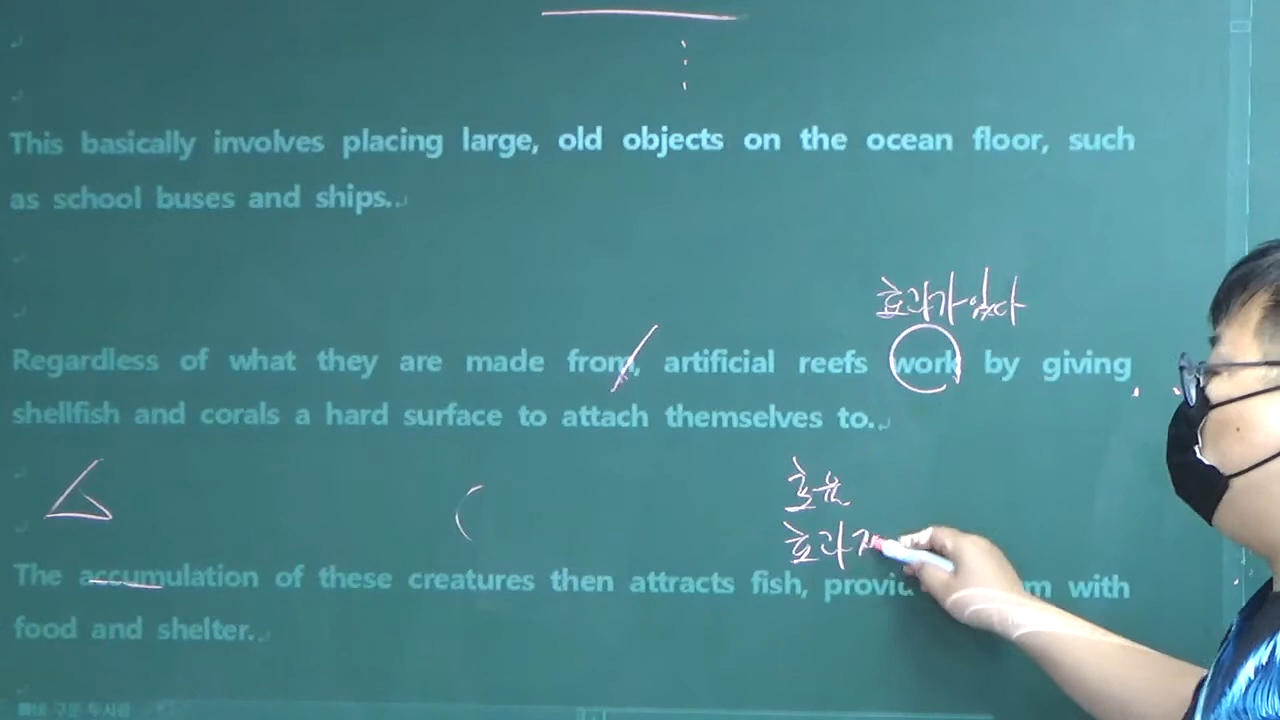 This basically involves placing large, old objects on the ocean floor, such
as school buses and ships.
효과가 있다
Regardless of what they are made from, artificial reefs work by giving
shellfish and corals a hard surface to attach themselves to.
효율
효과
The accumulation of these creatures then attracts fish, with
food and shelter.